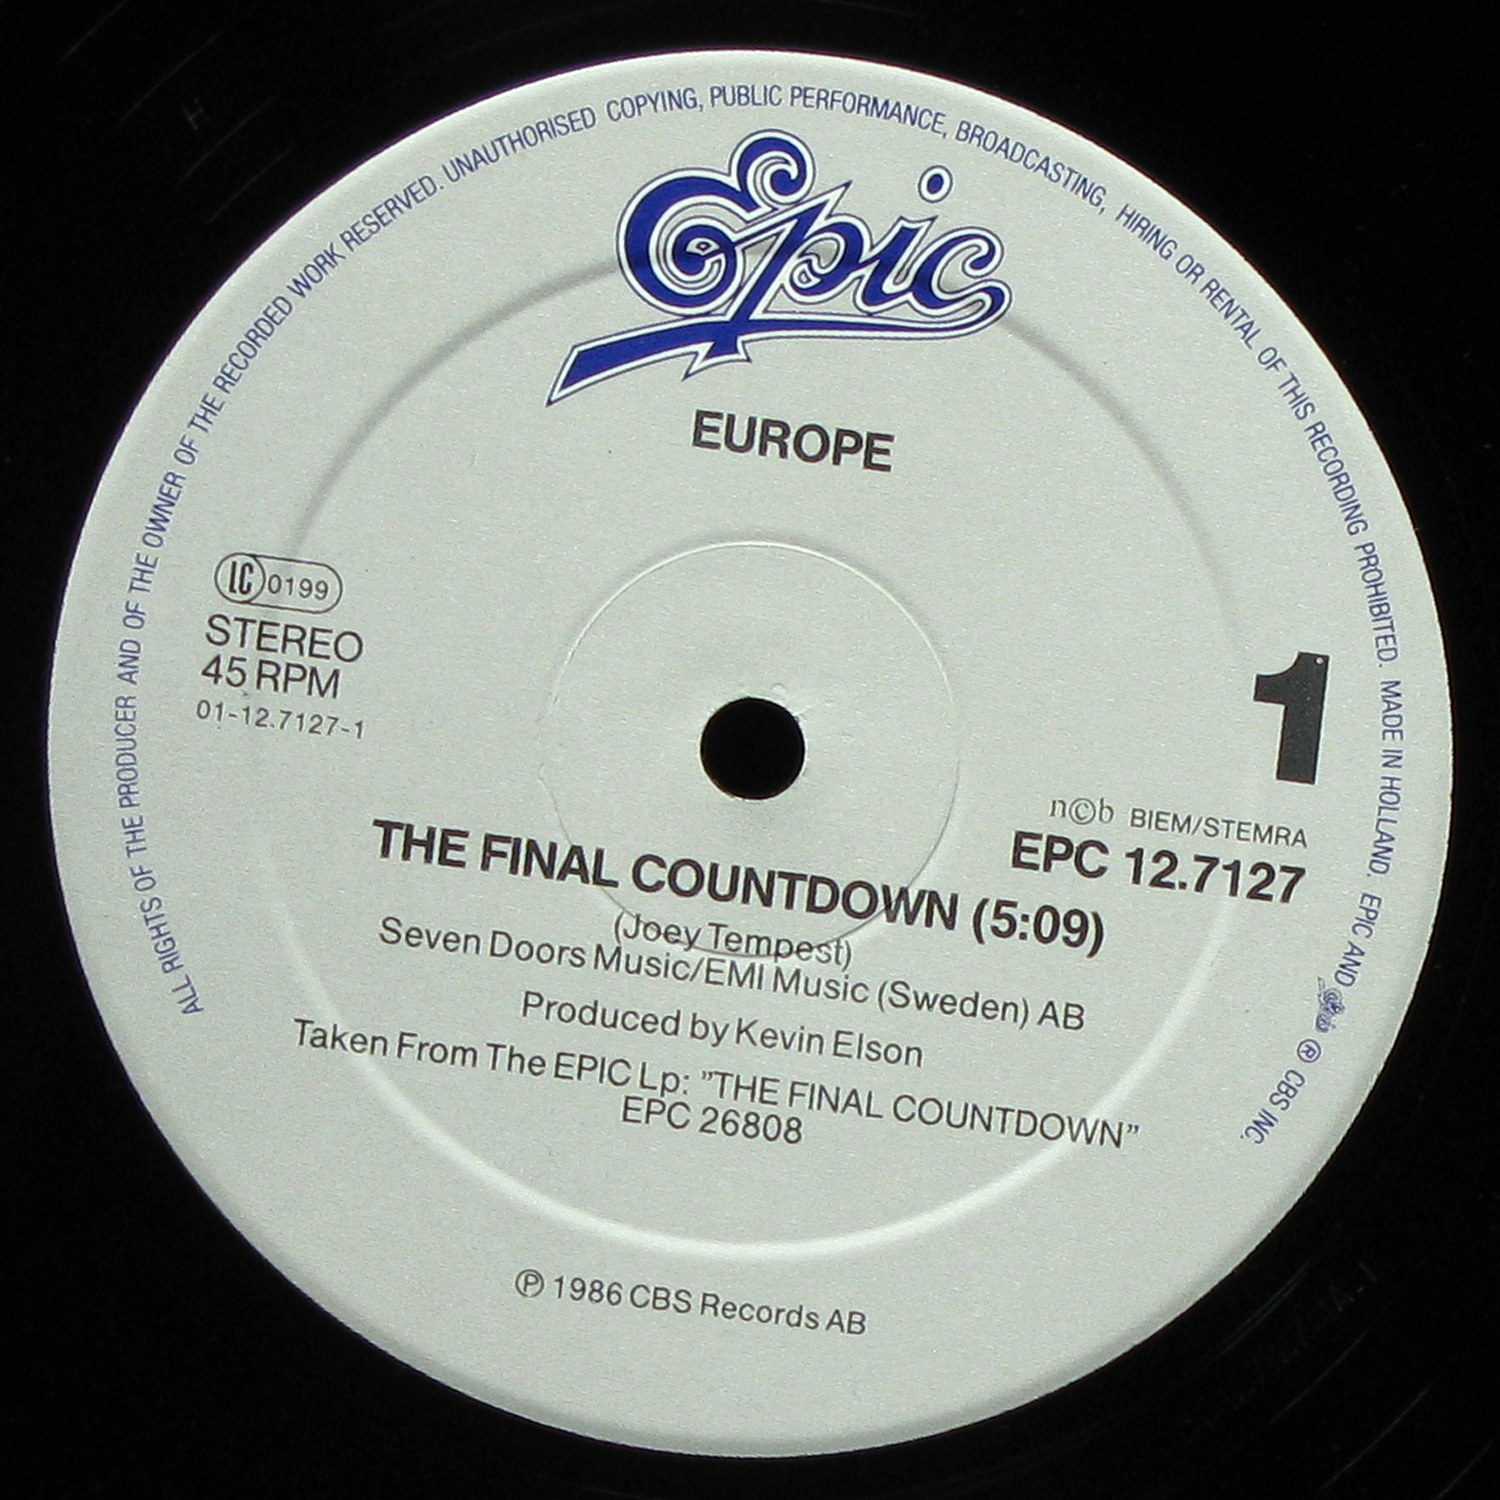 ALL RIGHTS OF THE PRODUCER AND OF THE OWNER OF THE RECORDED WORK RESERVED. UNAUTHORISED COPYING, PUBLIC PERFORMANCE, BROADCASTING, HIRING OR RENTAL OF THIS RECORDING PROHIBITED. MADE IN HOLLAND. EPIC AND Epic ® CBS INC.
Epic
EUROPE
LC 0199
STEREO
45 RPM
01-12.7127-1
1
n©b BIEM/STEMRA
EPC 12.7127
THE FINAL COUNTDOWN (5:09)
(Joey Tempest)
Seven Doors Music/EMI Music (Sweden) AB
Produced by Kevin Elson
Taken From The EPIC Lp: ”THE FINAL COUNTDOWN”
EPC 26808
℗ 1986 CBS Records AB